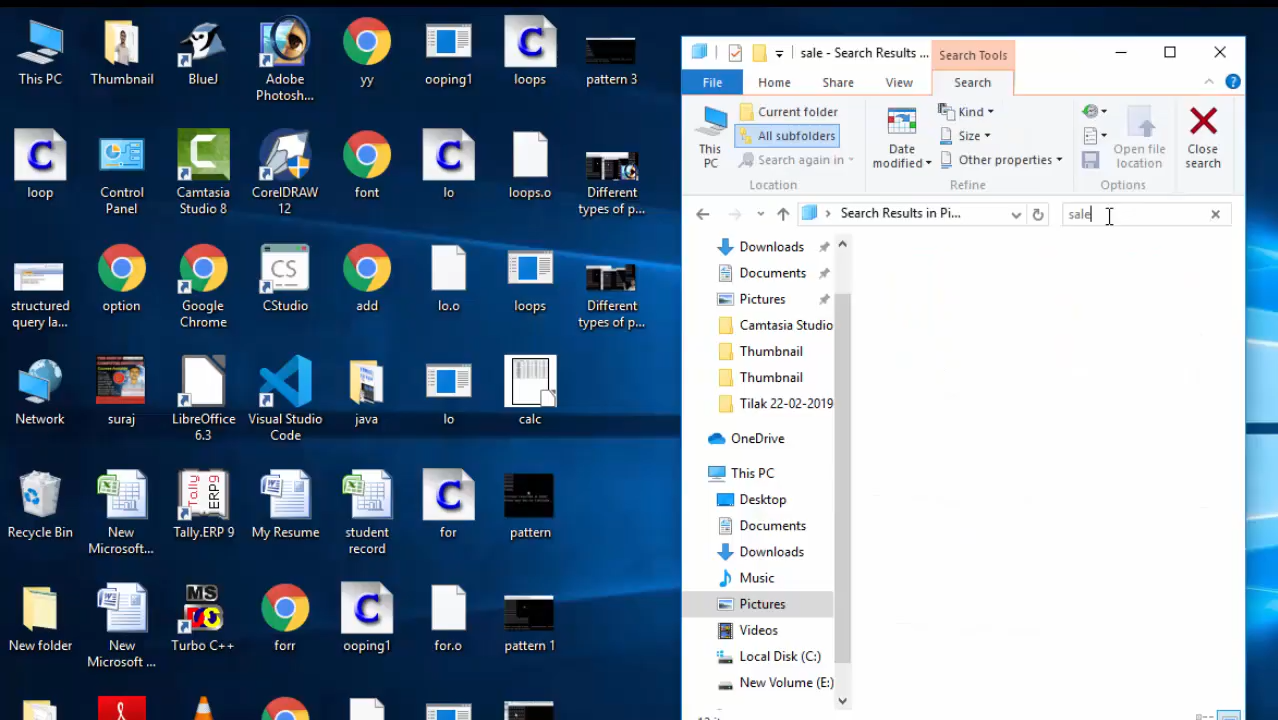 This PC
Thumbnail
BlueJ
Adobe
Photosh...
yy
ooping1
loops
pattern 3
loop
Control
Panel
Camtasia
Studio 8
CorelDRAW
12
font
lo
loops.o
Different
types of p...
structured
query la...
option
Google
Chrome
CStudio
add
lo.o
loops
Different
types of p...
Network
suraj
LibreOffice
6.3
Visual Studio
Code
java
lo
calc
Recycle Bin
New
Microsoft...
Tally.ERP 9
My Resume
student
record
for
pattern
New folder
New
Microsoft ...
Turbo C++
forr
ooping1
for.o
pattern 1
sale - Search Results ...
Search Tools
File
Home
Share
View
Search
This
PC
Current folder
All subfolders
Search again in
Location
Date
modified
Kind
Size
Other properties
Refine
Open file
location
Options
Close
search
Search Results in Pi...
sale
Downloads
Documents
Pictures
Camtasia Studio
Thumbnail
Thumbnail
Tilak 22-02-2019
OneDrive
This PC
Desktop
Documents
Downloads
Music
Pictures
Videos
Local Disk (C:)
New Volume (E:)